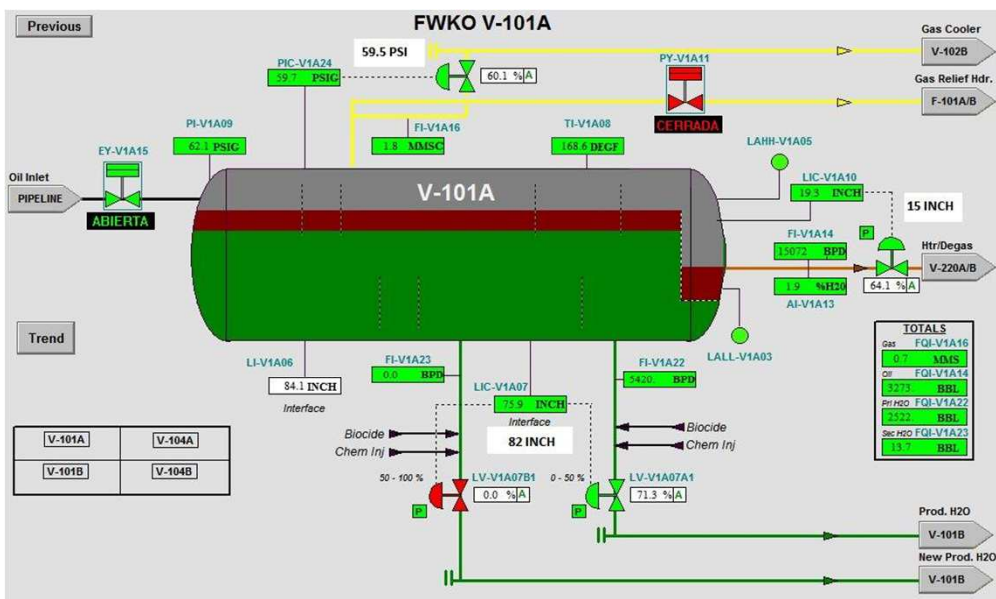 Previous
FWKO V-101A
Gas Cooler
V-102B
59.5 PSI
PIC-V1A24
59.7 PSIG
60.1 % A
PY-V1A11
CERRADA
Gas Relief Hdr.
F-101A/B
PI-V1A09
62.1 PSIG
FI-V1A16
1.8 MMSC
TI-V1A08
168.6 DEGF
LAHH-V1A05
EY-V1A15
ABIERTA
Oil Inlet
PIPELINE
V-101A
LIC-V1A10
19.3 INCH
15 INCH
P
FI-V1A14
15072 BPD
1.9 %H20
AI-V1A13
64.1 % A
Htr/Degas
V-220A/B
Trend
LALL-V1A03
LI-V1A06
84.1 INCH
Interface
FI-V1A23
0.0 BPD
LIC-V1A07
75.9 INCH
Interface
82 INCH
FI-V1A22
5420. BPD
TOTALS
Gas FQI-V1A16
0.7 MMS
Oil FQI-V1A14
3273. BBL
Pri H2O FQI-V1A22
2522. BBL
Sec H2O FQI-V1A23
13.7 BBL
V-101A V-104A
V-101B V-104B
Biocide
Chem Inj
Biocide
Chem Inj
50 - 100 %
LV-V1A07B1
0.0 % A
P
0 - 50 %
LV-V1A07A1
71.3 % A
P
Prod. H2O
V-101B
New Prod. H2O
V-101B